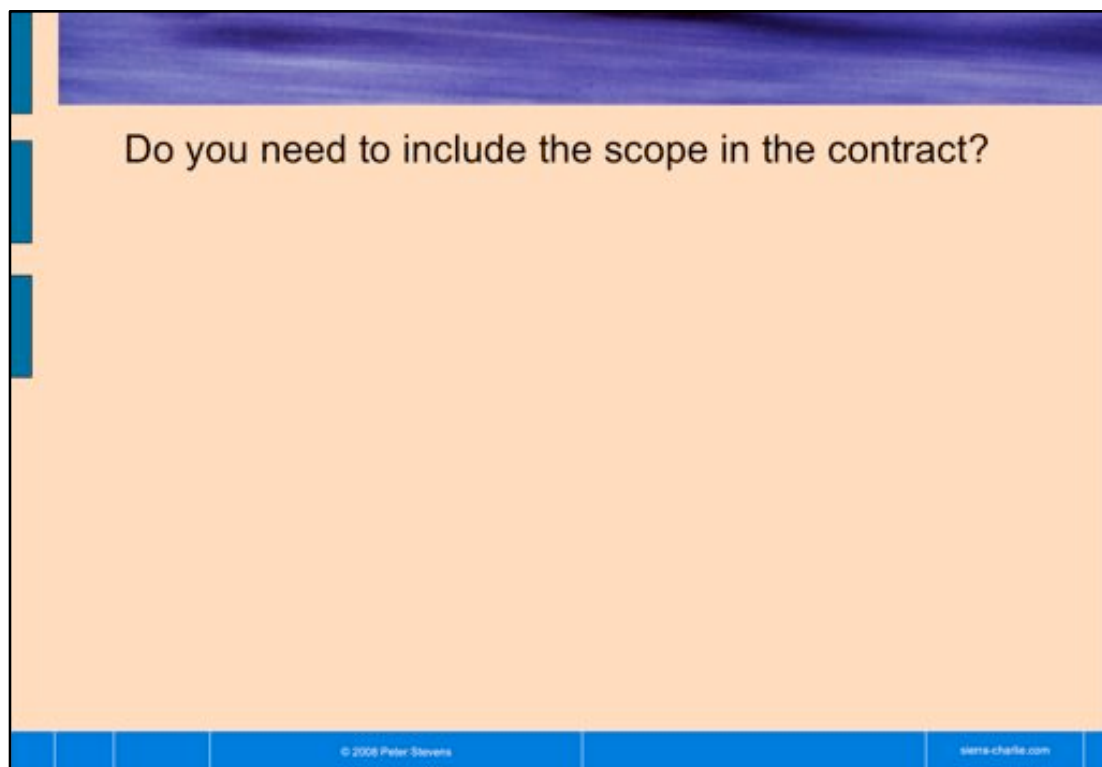 Do you need to include the scope in the contract?
© 2008 Peter Stevens
sierra-charlie.com